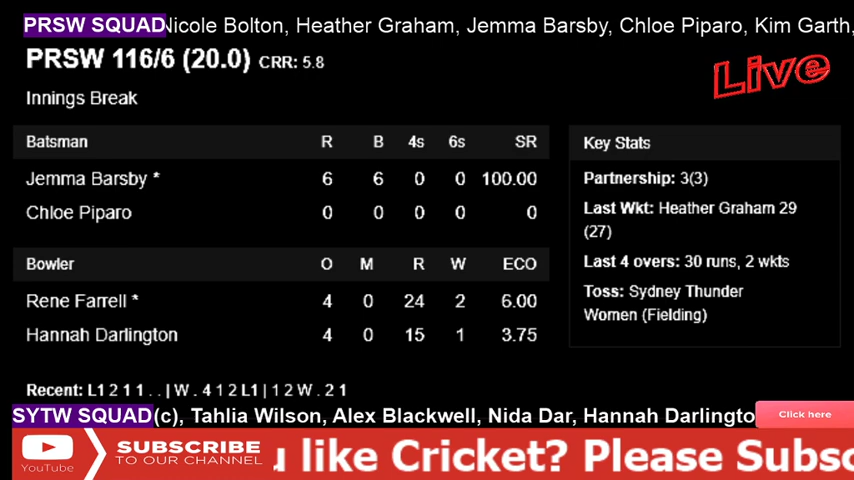 PRSW SQUAD Nicole Bolton, Heather Graham, Jemma Barsby, Chloe Piparo, Kim Garth,
PRSW 116/6 (20.0) CRR: 5.8
Live
Innings Break
Batsman R B 4s 6s SR
Jemma Barsby * 6 6 0 0 100.00
Chloe Piparo 0 0 0 0 0
Bowler O M R W ECO
Rene Farrell * 4 0 24 2 6.00
Hannah Darlington 4 0 15 1 3.75
Key Stats
Partnership: 3(3)
Last Wkt: Heather Graham 29
(27)
Last 4 overs: 30 runs, 2 wkts
Toss: Sydney Thunder
Women (Fielding)
Recent: L1 2 1 1 . . | W . 4 1 2 L1 | 1 2 W . 2 1
SYTW SQUAD (c), Tahlia Wilson, Alex Blackwell, Nida Dar, Hannah Darlingto
Click here
YouTube
SUBSCRIBE
TO OUR CHANNEL
u like Cricket? Please Subsc